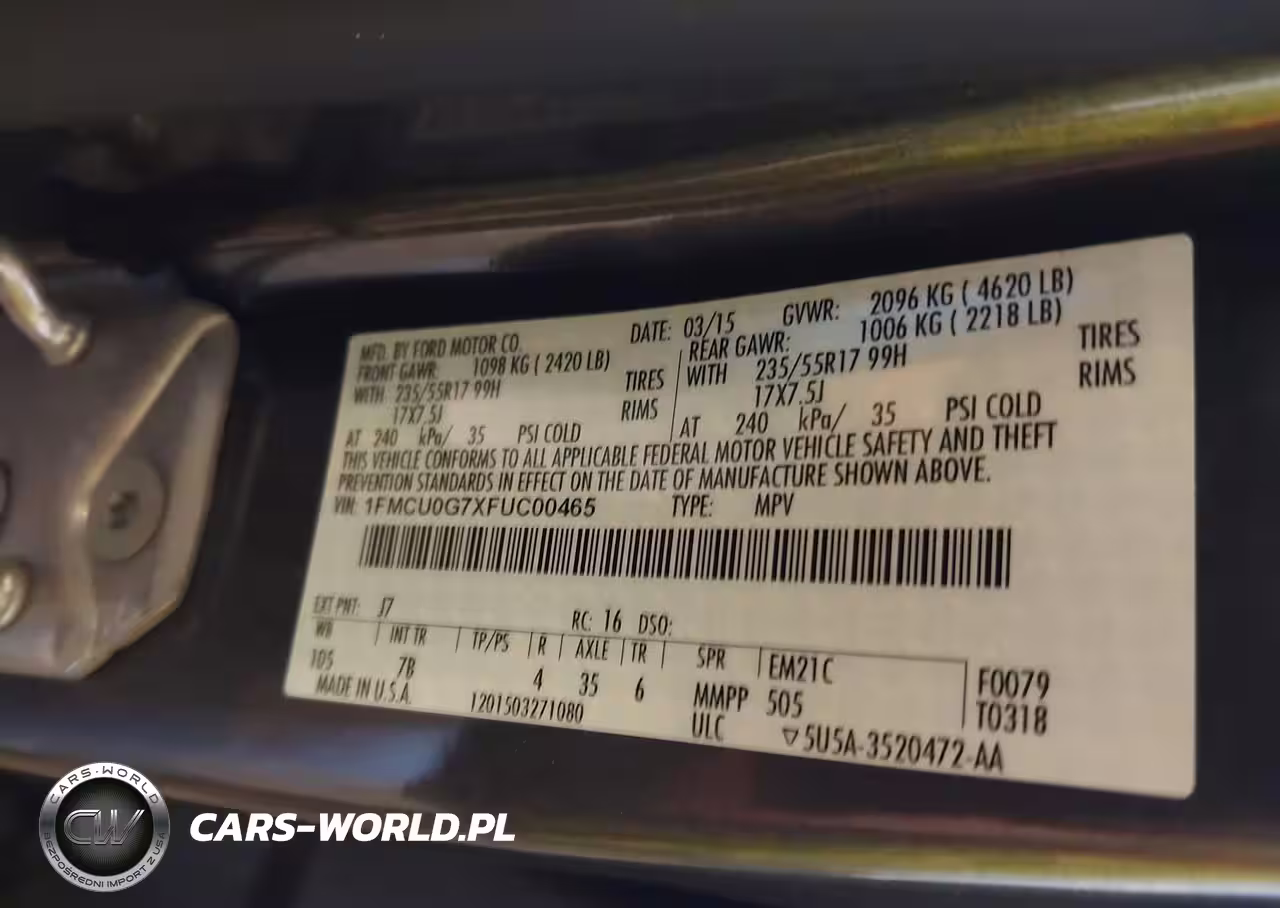 MFD. BY FORD MOTOR CO. DATE: 03/15 GVWR: 2096 KG ( 4620 LB)
FRONT GAWR: 1098 KG ( 2420 LB) REAR GAWR: 1006 KG ( 2218 LB)
WITH 235/55R17 99H TIRES WITH 235/55R17 99H TIRES
17X7.5J RIMS 17X7.5J RIMS
AT 240 kPa/ 35 PSI COLD AT 240 kPa/ 35 PSI COLD
THIS VEHICLE CONFORMS TO ALL APPLICABLE FEDERAL MOTOR VEHICLE SAFETY AND THEFT
PREVENTION STANDARDS IN EFFECT ON THE DATE OF MANUFACTURE SHOWN ABOVE.
VIN: 1FMCU0G7XFUC00465 TYPE: MPV
EXT PNT: J7 RC: 16 DSO:
WB INT TR TP/PS R AXLE TR SPR EM21C F0079
105 7B 4 35 6 MMPP 505 T0318
MADE IN U.S.A. 1201503271080 ULC ▽5U5A-3520472-AA
CARS-WORLD
CW
BEZPOŚREDNI IMPORT Z USA
CARS-WORLD.PL